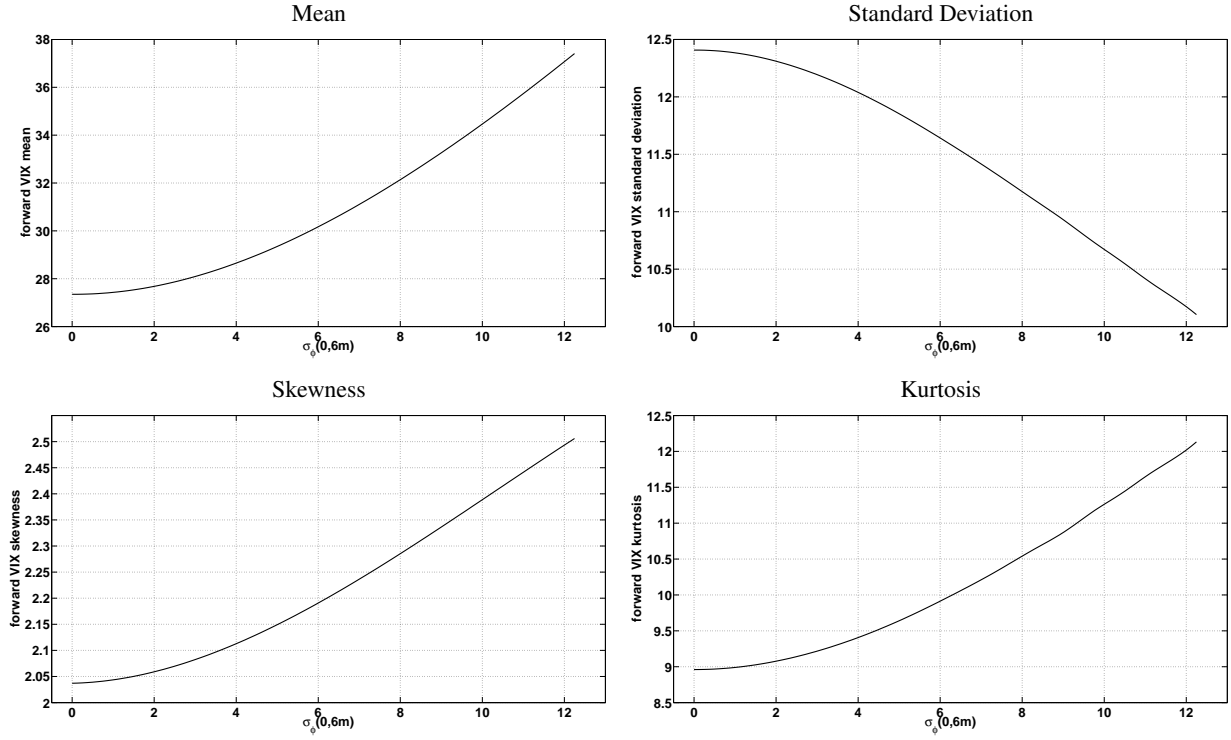 Mean
Standard Deviation
38
36
34
32
30
28
26
forward VIX mean
0 2 4 6 8 10 12
σϕ(0,6m)
12.5
12
11.5
11
10.5
10
forward VIX standard deviation
0 2 4 6 8 10 12
σϕ(0,6m)
Skewness
Kurtosis
2.5
2.45
2.4
2.35
2.3
2.25
2.2
2.15
2.1
2.05
2
forward VIX skewness
0 2 4 6 8 10 12
σϕ(0,6m)
12.5
12
11.5
11
10.5
10
9.5
9
8.5
forward VIX kurtosis
0 2 4 6 8 10 12
σϕ(0,6m)